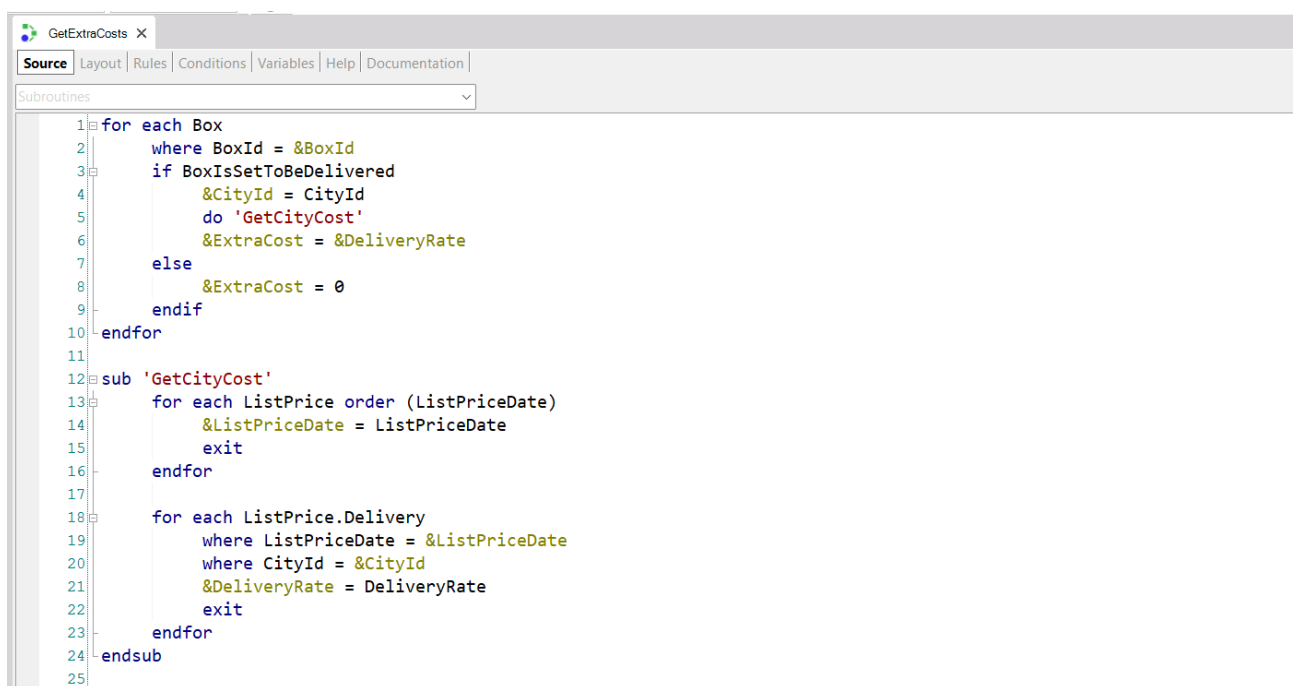 GetExtraCosts X
Source Layout Rules Conditions Variables Help Documentation
Subroutines
1 for each Box
2 where BoxId = &BoxId
3 if BoxIsSetToBeDelivered
4 &CityId = CityId
5 do 'GetCityCost'
6 &ExtraCost = &DeliveryRate
7 else
8 &ExtraCost = 0
9 endif
10 endfor
11
12 sub 'GetCityCost'
13 for each ListPrice order (ListPriceDate)
14 &ListPriceDate = ListPriceDate
15 exit
16 endfor
17
18 for each ListPrice.Delivery
19 where ListPriceDate = &ListPriceDate
20 where CityId = &CityId
21 &DeliveryRate = DeliveryRate
22 exit
23 endfor
24 endsub
25